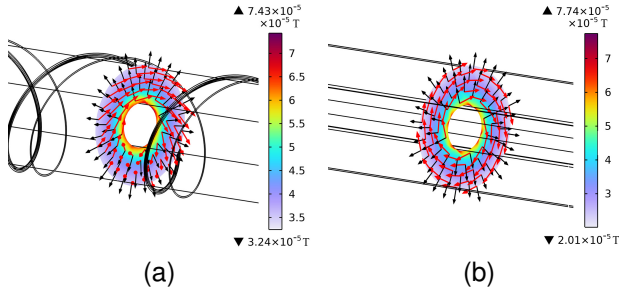 ▲ 7.43×10⁻⁵
×10⁻⁵ T
7
6.5
6
5.5
5
4.5
4
3.5
▼ 3.24×10⁻⁵ T
(a)
▲ 7.74×10⁻⁵
×10⁻⁵ T
7
6
5
4
3
▼ 2.01×10⁻⁵ T
(b)